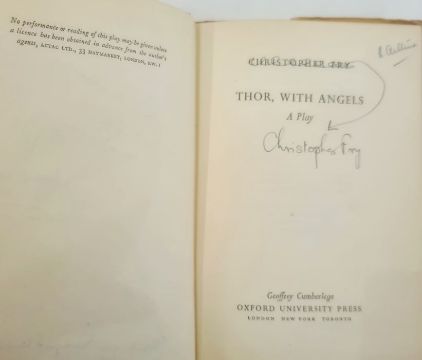 No performance or reading of this play may be given unless
a licence has been obtained in advance from the author's
agents, ACTAC LTD., 53 HAYMARKET, LONDON, S.W.1
CHRISTOPHER FRY
THOR, WITH ANGELS
A Play
Christopher Fry
Geoffrey Cumberlege
OXFORD UNIVERSITY PRESS
LONDON NEW YORK TORONTO